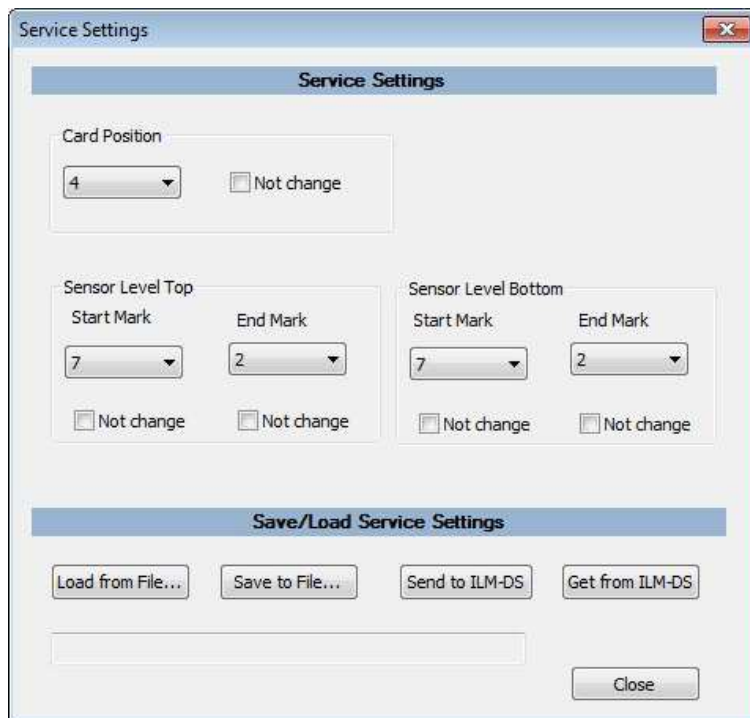 Service Settings
Service Settings
Card Position
4
Not change
Sensor Level Top
Start Mark
End Mark
7
2
Not change
Not change
Sensor Level Bottom
Start Mark
End Mark
7
2
Not change
Not change
Save/Load Service Settings
Load from File...
Save to File...
Send to ILM-DS
Get from ILM-DS
Close